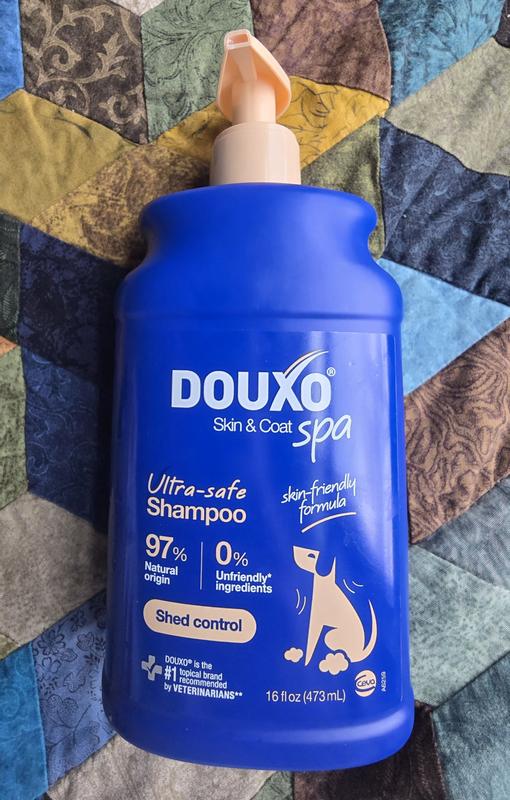 DOUXO®
Skin & Coat spa
Ultra-safe
Shampoo
skin-friendly
formula
97%
Natural
origin
0%
Unfriendly*
ingredients
Shed control
DOUXO® is the
#1 topical brand
recommended
by VETERINARIANS**
16 fl oz (473 mL)
Ceva